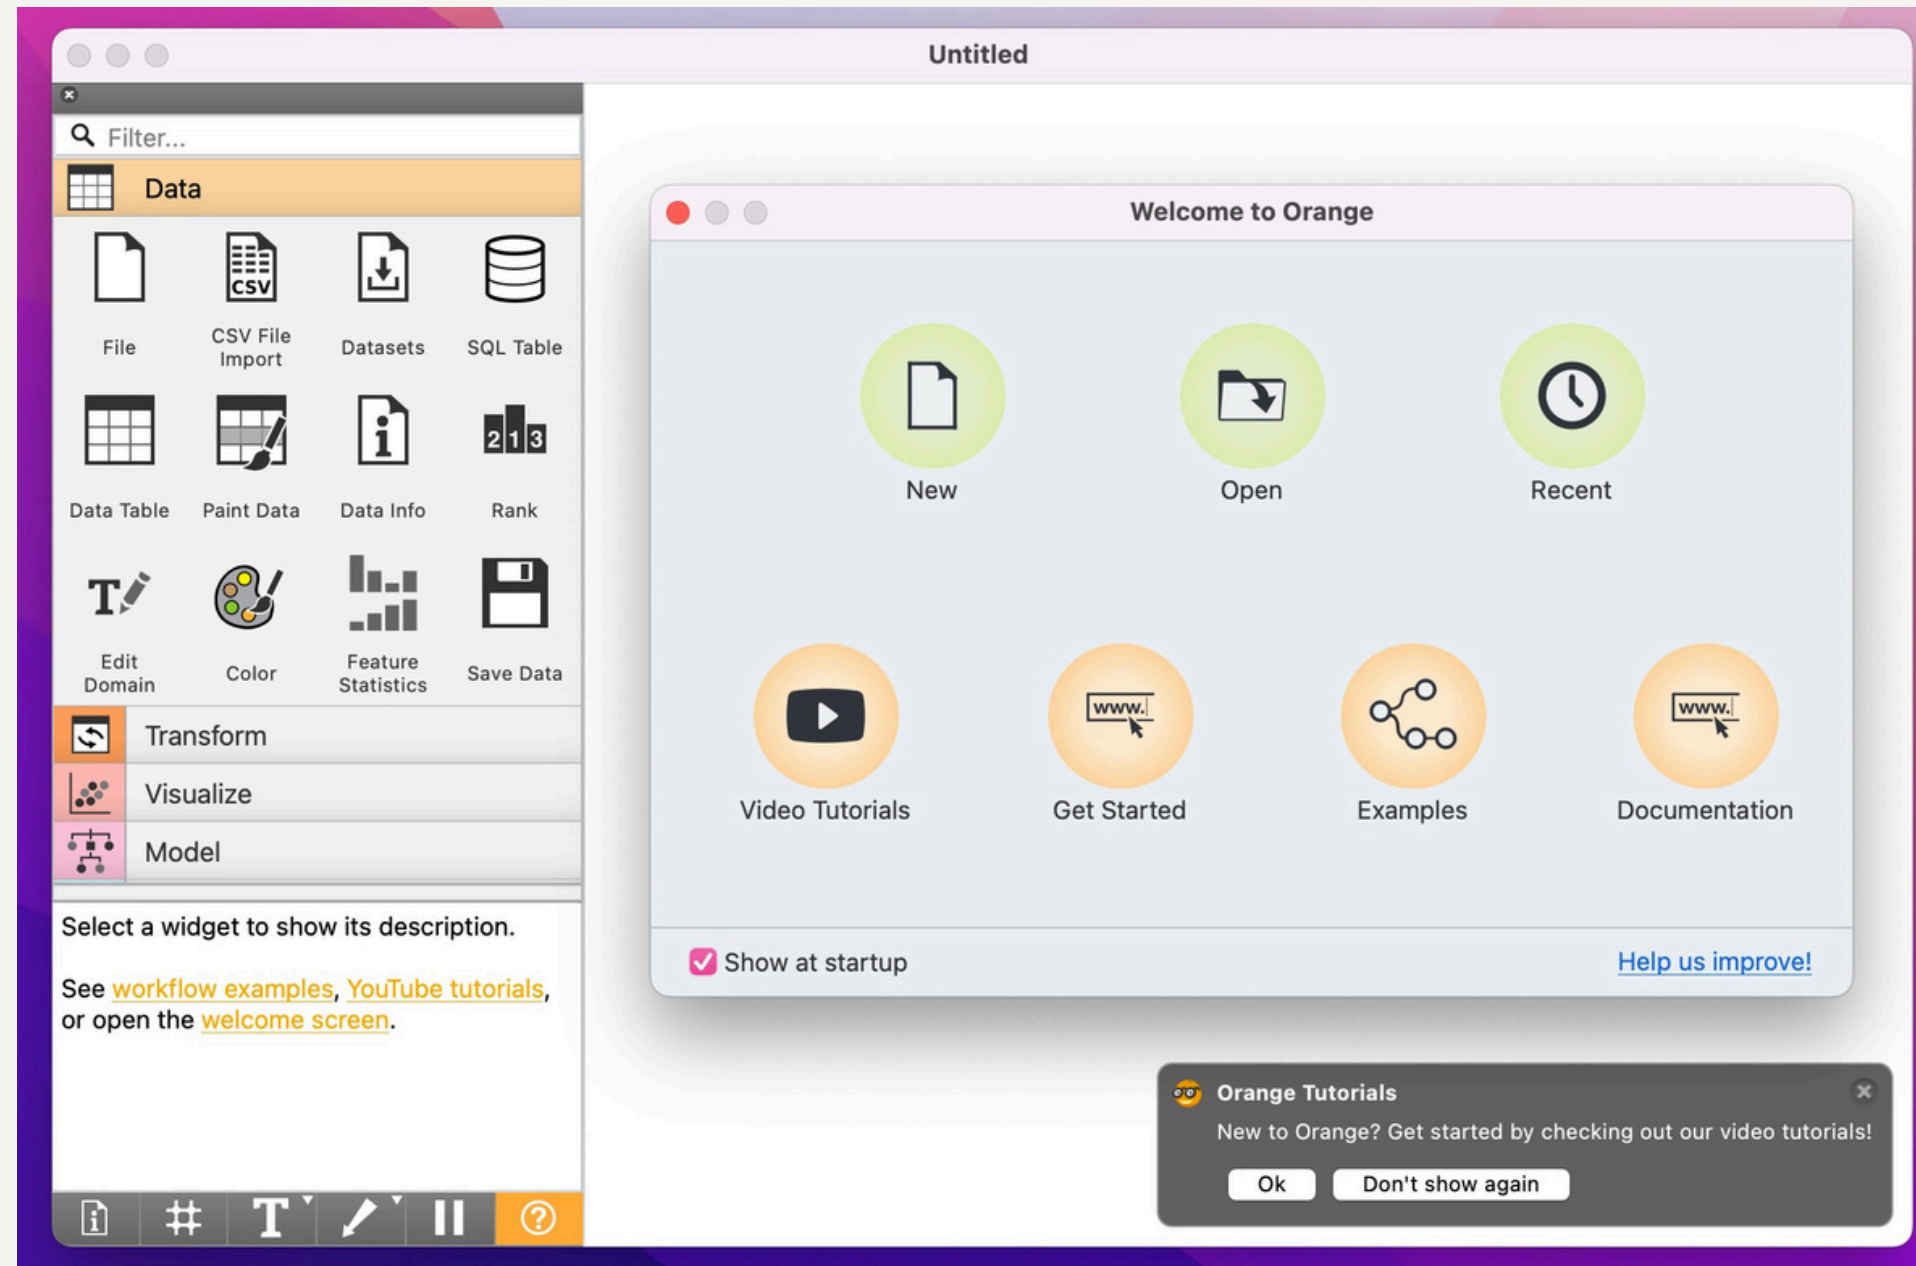 Untitled
Filter...
Data
CSV
File
CSV File
Import
Datasets
SQL Table
2 1 3
Data Table
Paint Data
Data Info
Rank
T
Edit
Domain
Color
Feature
Statistics
Save Data
Transform
Visualize
Model
Select a widget to show its description.
See workflow examples, YouTube tutorials,
or open the welcome screen.
T
?
Welcome to Orange
New
Open
Recent
www.
www.
Video Tutorials
Get Started
Examples
Documentation
Show at startup
Help us improve!
Orange Tutorials
New to Orange? Get started by checking out our video tutorials!
Ok
Don't show again